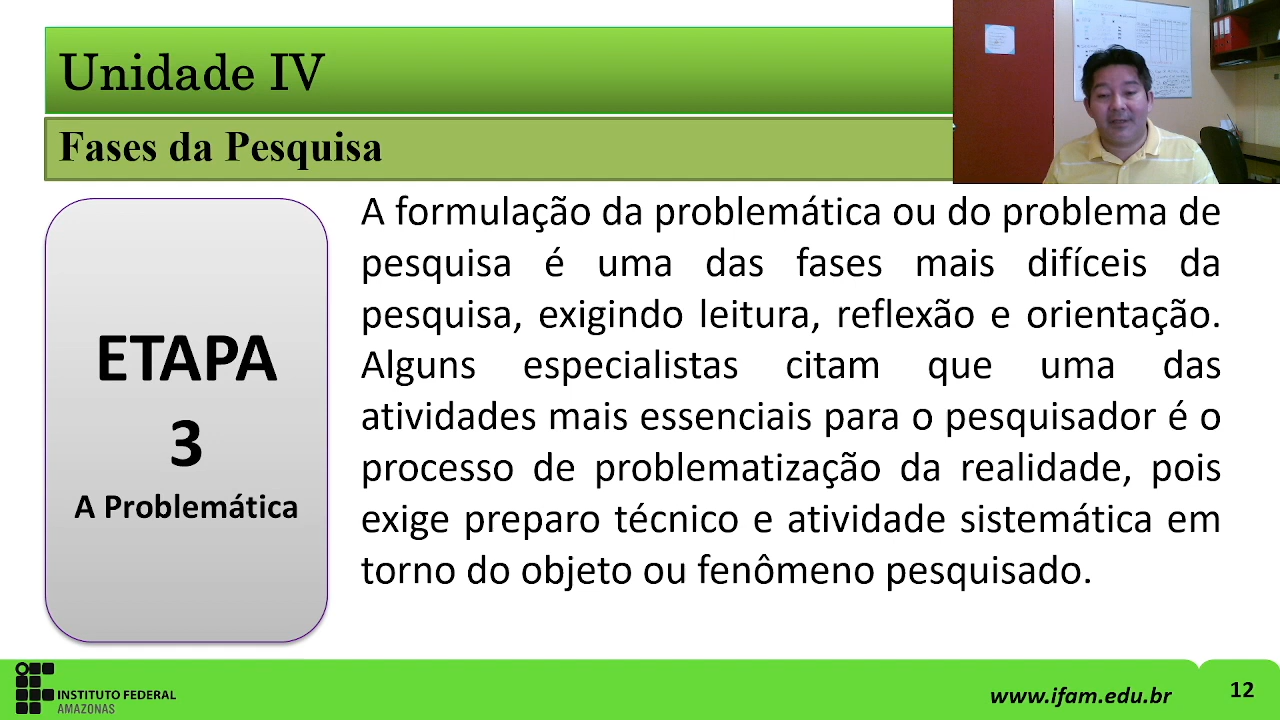 Unidade IV
Fases da Pesquisa
ETAPA
3
A Problemática
A formulação da problemática ou do problema de
pesquisa é uma das fases mais difíceis da
pesquisa, exigindo leitura, reflexão e orientação.
Alguns especialistas citam que uma das
atividades mais essenciais para o pesquisador é o
processo de problematização da realidade, pois
exige preparo técnico e atividade sistemática em
torno do objeto ou fenômeno pesquisado.
INSTITUTO FEDERAL
AMAZONAS
www.ifam.edu.br
12